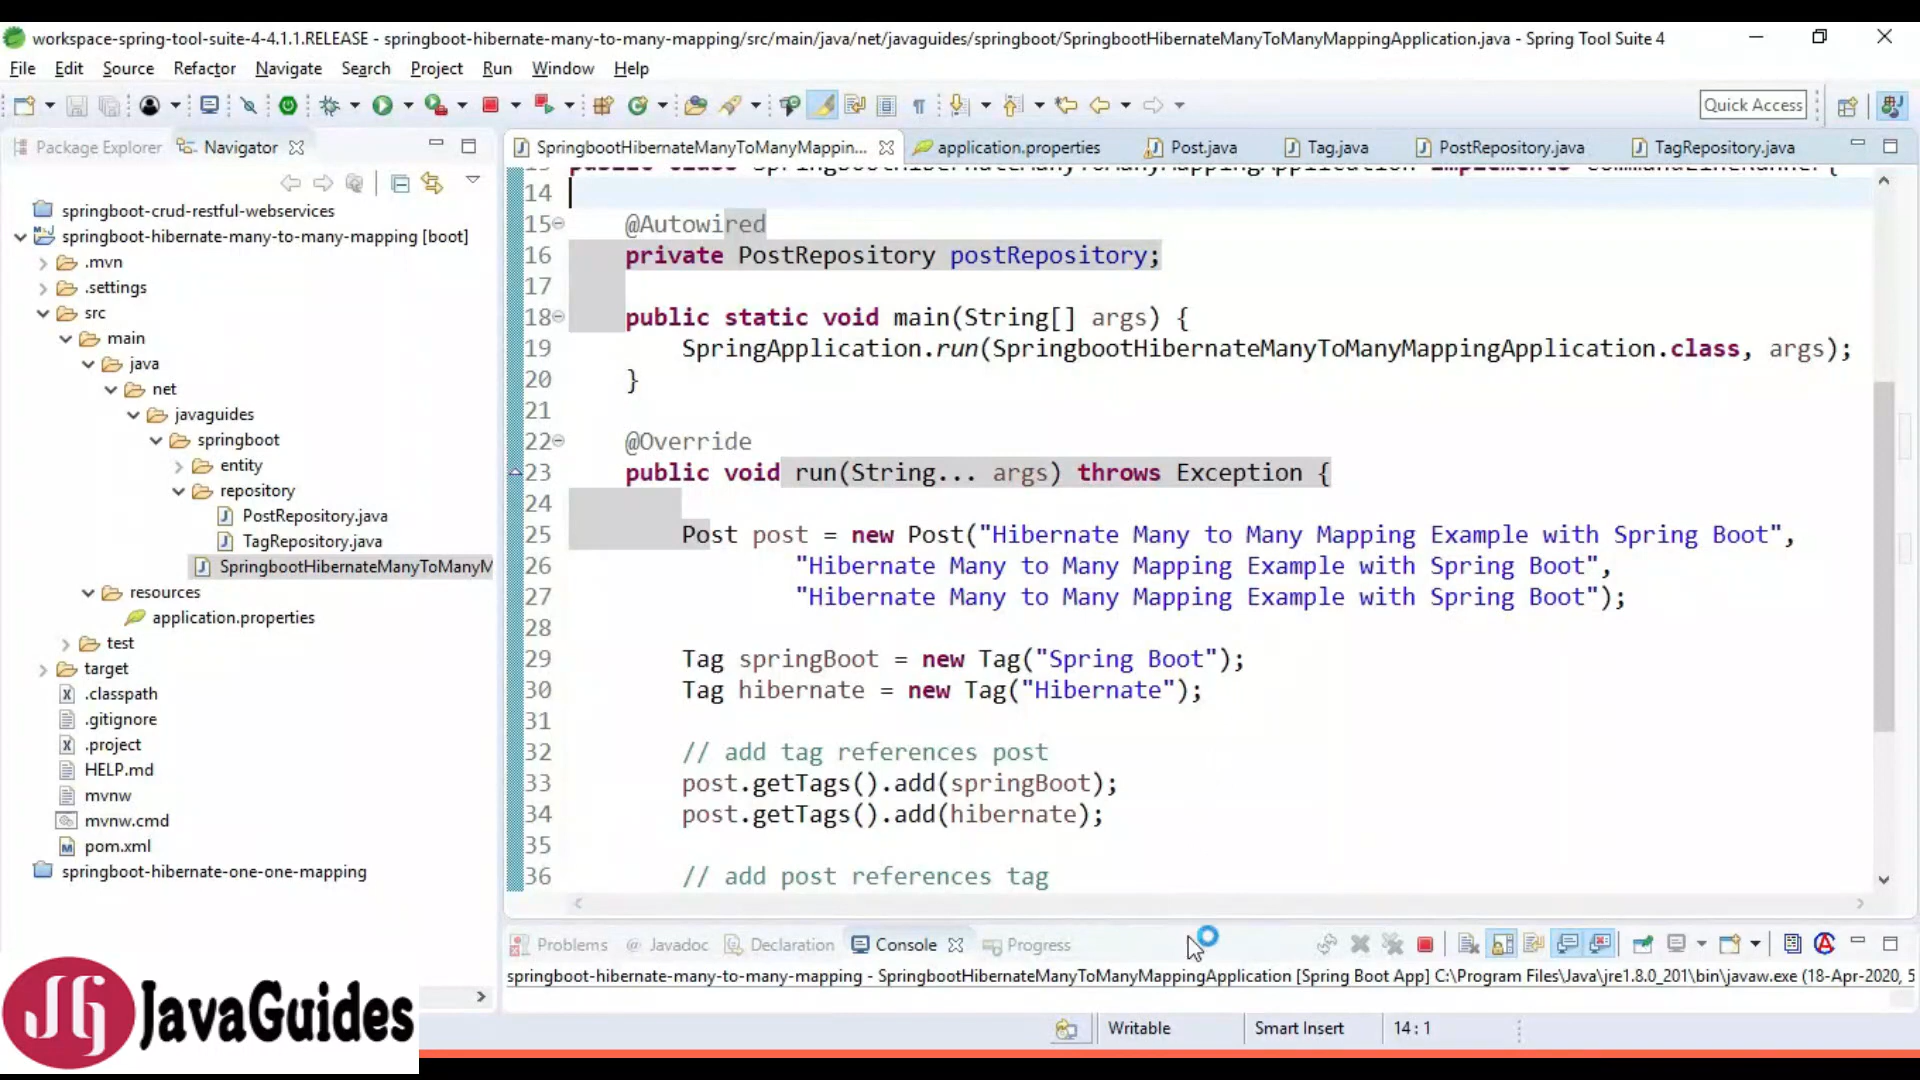 workspace-spring-tool-suite-4-4.1.1.RELEASE - springboot-hibernate-many-to-many-mapping/src/main/java/net/javaguides/springboot/SpringbootHibernateManyToManyMappingApplication.java - Spring Tool Suite 4
File Edit Source Refactor Navigate Search Project Run Window Help
Quick Access
Package Explorer Navigator
SpringbootHibernateManyToManyMappin... application.properties Post.java Tag.java PostRepository.java TagRepository.java
springboot-crud-restful-webservices
springboot-hibernate-many-to-many-mapping [boot]
.mvn
.settings
src
main
java
net
javaguides
springboot
entity
repository
PostRepository.java
TagRepository.java
SpringbootHibernateManyToManyM
resources
application.properties
test
target
.classpath
.gitignore
.project
HELP.md
mvnw
mvnw.cmd
pom.xml
springboot-hibernate-one-one-mapping
public class SpringbootHibernateManyToManyMappingApplication implements CommandLineRunner{
14
15 @Autowired
16 private PostRepository postRepository;
17
18 public static void main(String[] args) {
19 SpringApplication.run(SpringbootHibernateManyToManyMappingApplication.class, args);
20 }
21
22 @Override
23 public void run(String... args) throws Exception {
24
25 Post post = new Post("Hibernate Many to Many Mapping Example with Spring Boot",
26 "Hibernate Many to Many Mapping Example with Spring Boot",
27 "Hibernate Many to Many Mapping Example with Spring Boot");
28
29 Tag springBoot = new Tag("Spring Boot");
30 Tag hibernate = new Tag("Hibernate");
31
32 // add tag references post
33 post.getTags().add(springBoot);
34 post.getTags().add(hibernate);
35
36 // add post references tag
Problems @ Javadoc Declaration Console Progress
springboot-hibernate-many-to-many-mapping - SpringbootHibernateManyToManyMappingApplication [Spring Boot App] C:\Program Files\Java\jre1.8.0_201\bin\javaw.exe (18-Apr-2020, 5
Writable Smart Insert 14 : 1
JG JavaGuides